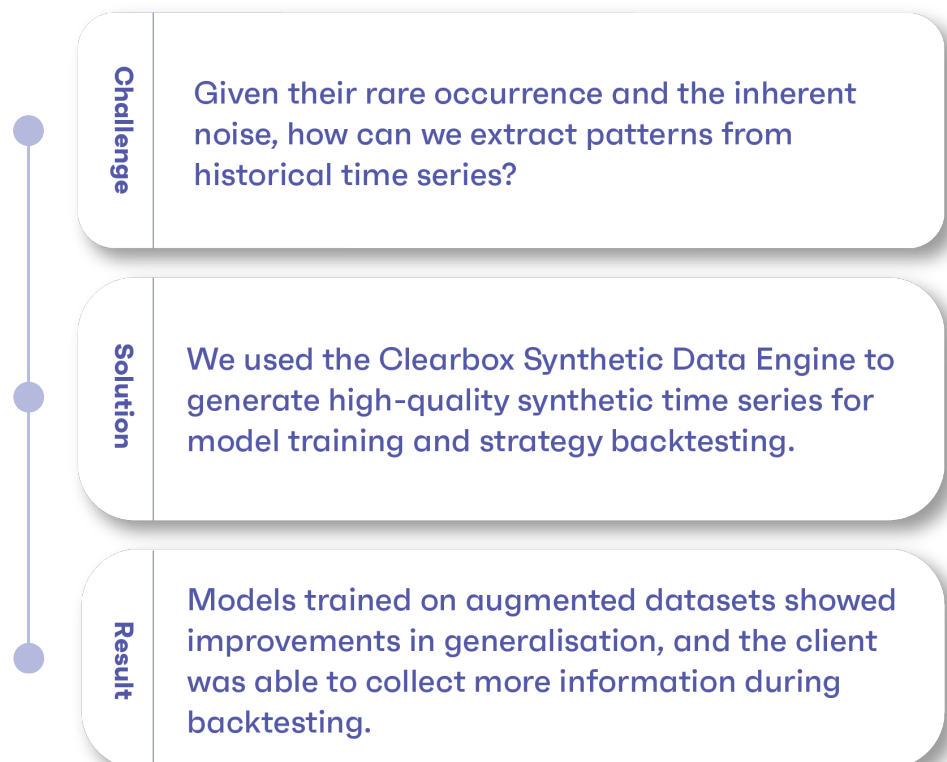 Challenge
Given their rare occurrence and the inherent
noise, how can we extract patterns from
historical time series?
Solution
We used the Clearbox Synthetic Data Engine to
generate high-quality synthetic time series for
model training and strategy backtesting.
Result
Models trained on augmented datasets showed
improvements in generalisation, and the client
was able to collect more information during
backtesting.